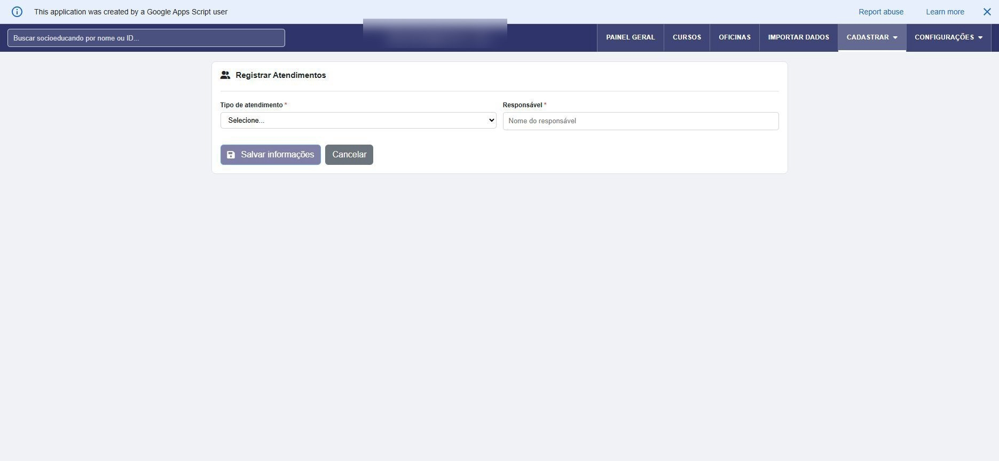 This application was created by a Google Apps Script user
Report abuse
Learn more
Buscar socioeducando por nome ou ID...
PAINEL GERAL
CURSOS
OFICINAS
IMPORTAR DADOS
CADASTRAR
CONFIGURAÇÕES
Registrar Atendimentos
Tipo de atendimento *
Responsável *
Selecione...
Nome do responsável
Salvar informações
Cancelar